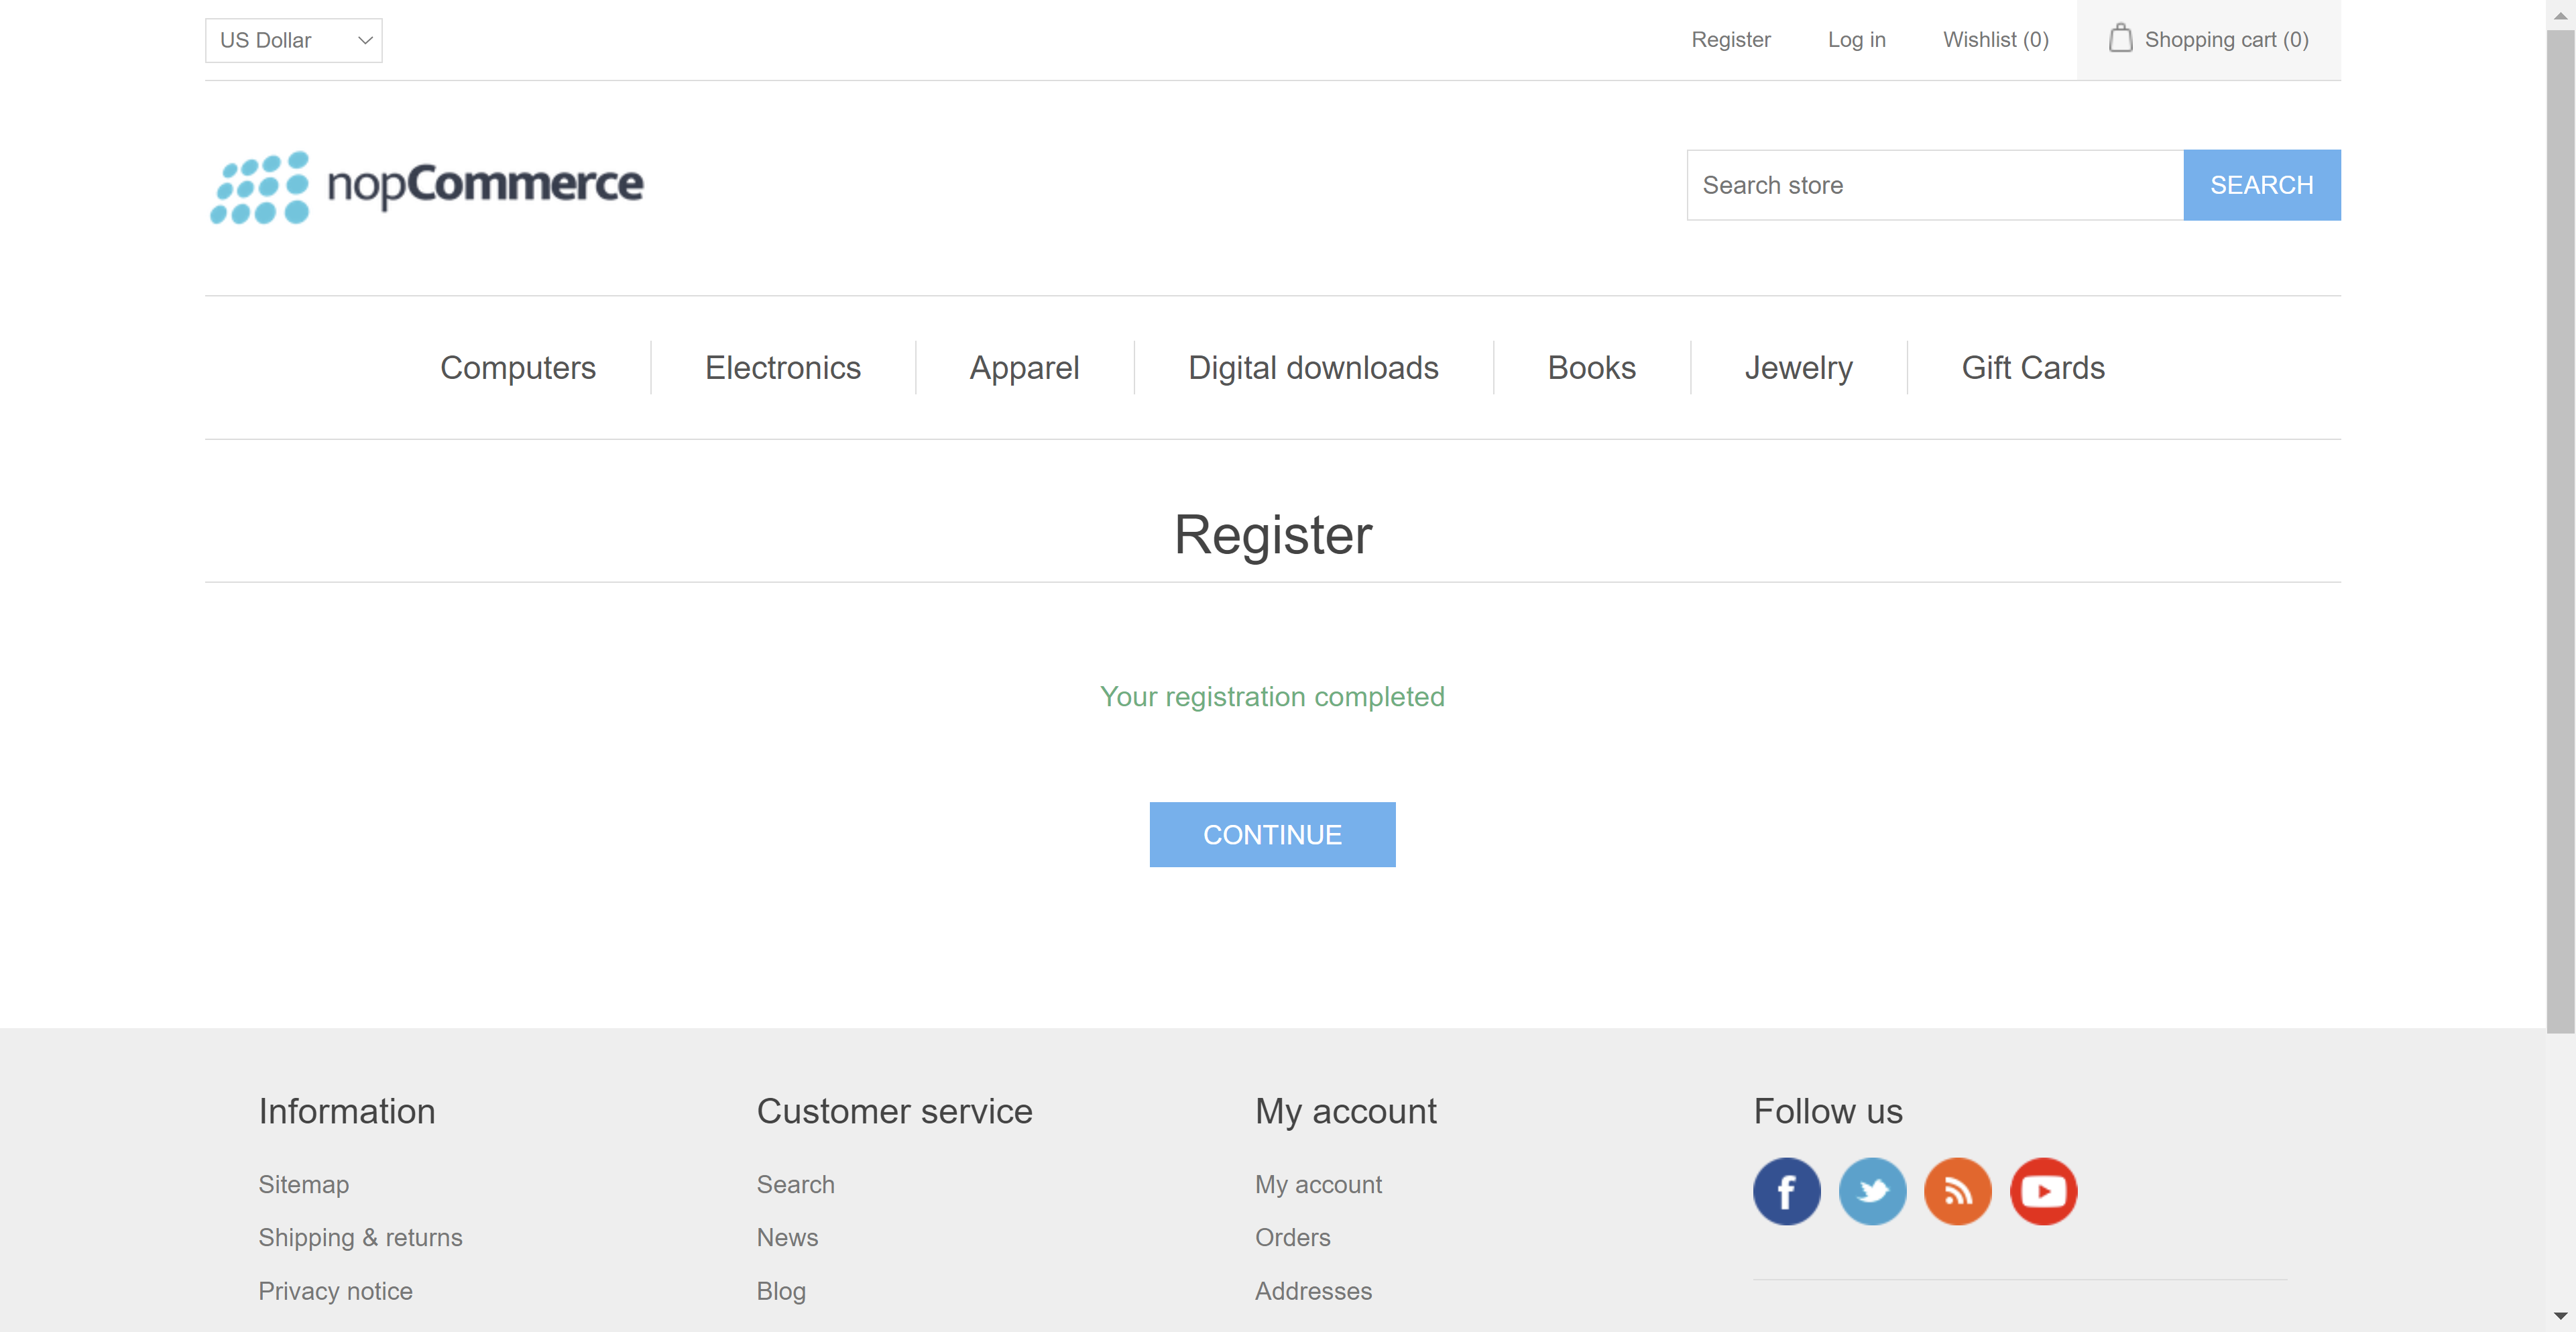 US Dollar
Register
Log in
Wishlist (0)
Shopping cart (0)
nopCommerce
Search store
SEARCH
Computers
Electronics
Apparel
Digital downloads
Books
Jewelry
Gift Cards
Register
Your registration completed
CONTINUE
Information
Sitemap
Shipping & returns
Privacy notice
Customer service
Search
News
Blog
My account
My account
Orders
Addresses
Follow us